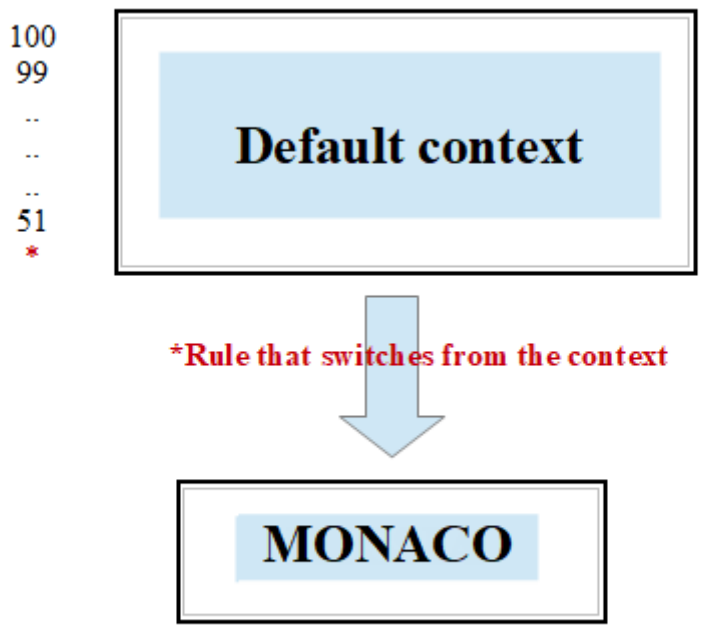 100
99
..
..
..
51
*
Default context
*Rule that switches from the context
MONACO